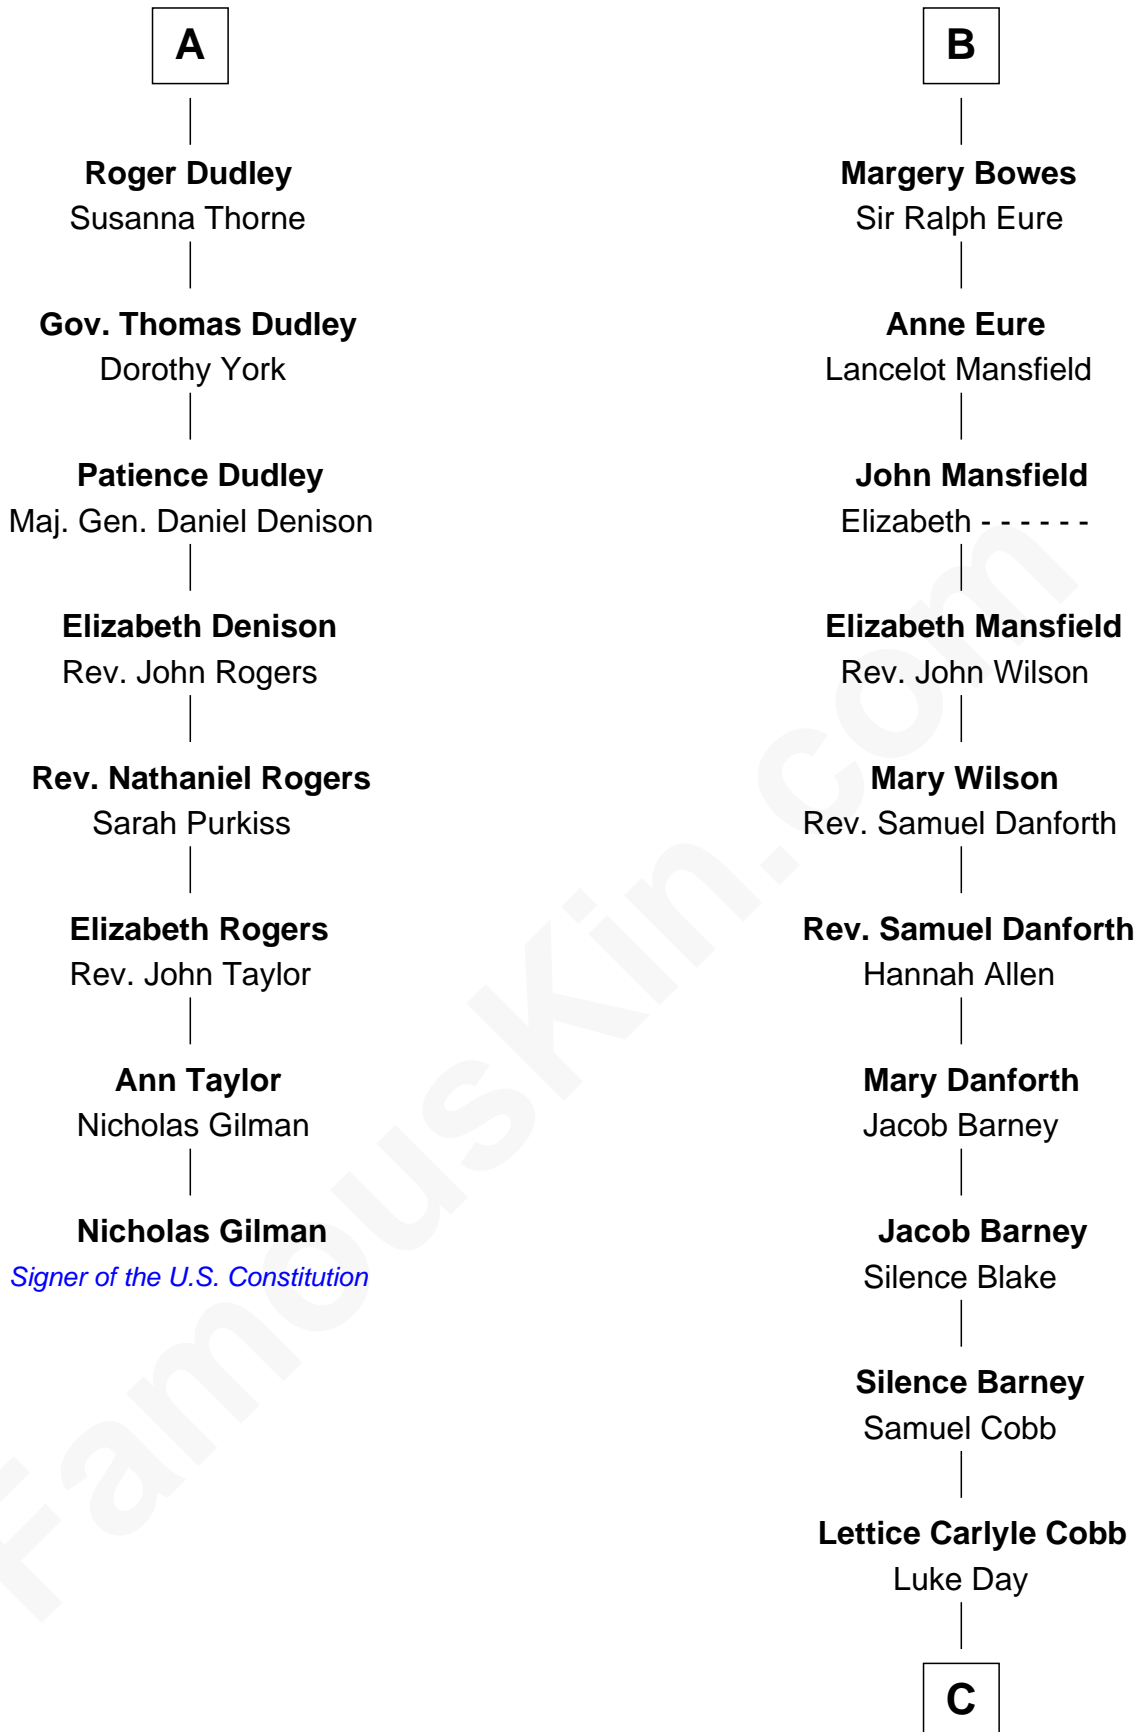 A
Roger Dudley
Susanna Thorne
Gov. Thomas Dudley
Dorothy York
Patience Dudley
Maj. Gen. Daniel Denison
Elizabeth Denison
Rev. John Rogers
Rev. Nathaniel Rogers
Sarah Purkiss
Elizabeth Rogers
Rev. John Taylor
Ann Taylor
Nicholas Gilman
Nicholas Gilman
Signer of the U.S. Constitution
B
Margery Bowes
Sir Ralph Eure
Anne Eure
Lancelot Mansfield
John Mansfield
Elizabeth - - - - - -
Elizabeth Mansfield
Rev. John Wilson
Mary Wilson
Rev. Samuel Danforth
Rev. Samuel Danforth
Hannah Allen
Mary Danforth
Jacob Barney
Jacob Barney
Silence Blake
Silence Barney
Samuel Cobb
Lettice Carlyle Cobb
Luke Day
C
FamousKin.com